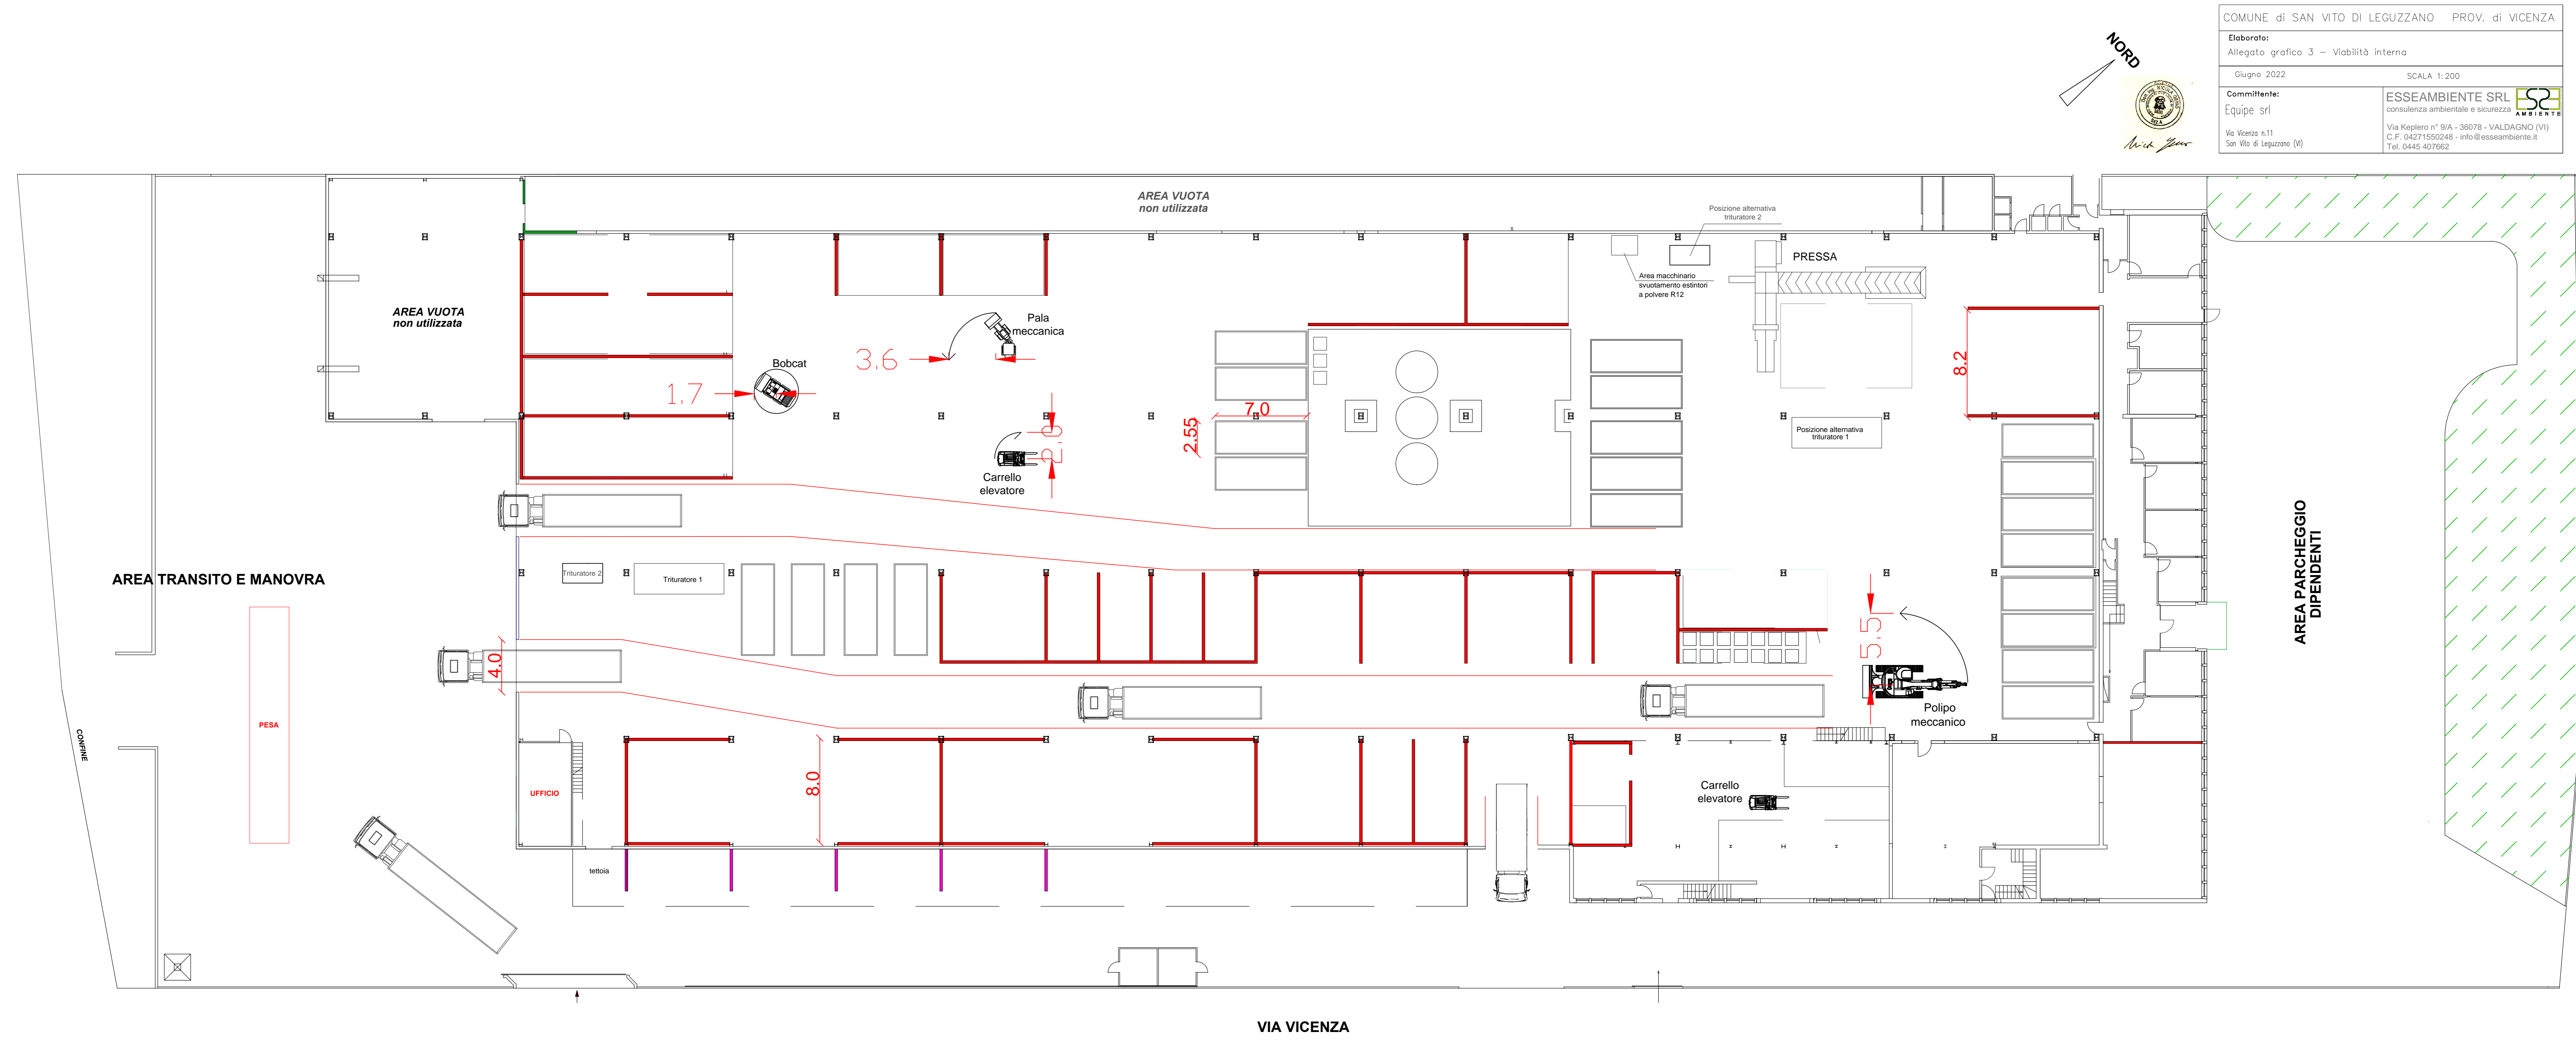 COMUNE di SAN VITO DI LEGUZZANO PROV. di VICENZA
Elaborato:
Allegato grafico 3 - Viabilità interna
Giugno 2022
SCALA 1:200
Committente:
Equipe srl
Via Vicenza n.11
San Vito di Leguzzano (VI)
ESSEAMBIENTE SRL
consulenza ambientale e sicurezza
AMBIENTE
Via Keplero n° 9/A - 36078 - VALDAGNO (VI)
C.F. 04271550248 - info@esseambiente.it
Tel. 0445 407662
NORD
AREA VUOTA
non utilizzata
Posizione alternativa
trituratore 2
PRESSA
Area macchinario
svuotamento estintori
a polvere R12
AREA VUOTA
non utilizzata
Pala
meccanica
3.6
Bobcat
1.7
8.2
7.0
2.55
2.0
Posizione alternativa
trituratore 1
Carrello
elevatore
AREA TRANSITO E MANOVRA
Trituratore 2
Trituratore 1
AREA PARCHEGGIO
DIPENDENTI
5.5
4.0
Polipo
meccanico
PESA
CONFINE
UFFICIO
8.0
Carrello
elevatore
tettoia
VIA VICENZA